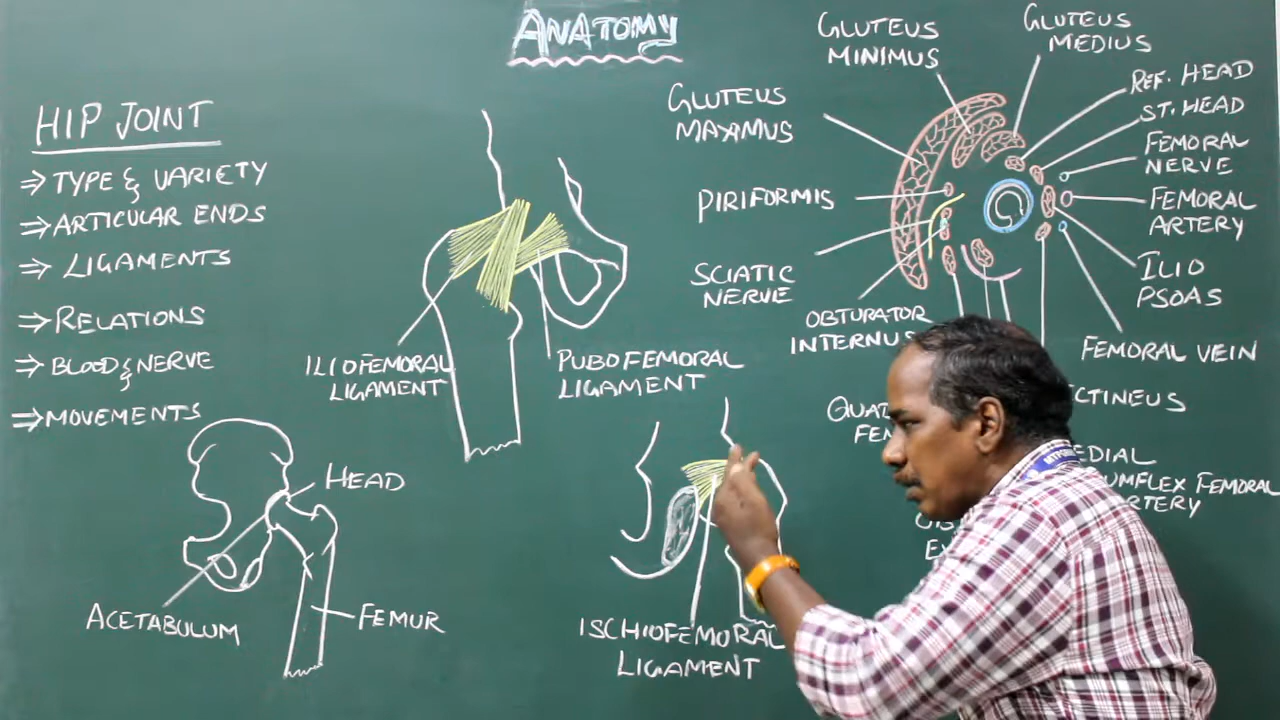 ANATOMY
HIP JOINT
⇒ TYPE & VARIETY
⇒ ARTICULAR ENDS
⇒ LIGAMENTS
⇒ RELATIONS
⇒ BLOOD & NERVE
⇒ MOVEMENTS
ILIOFEMORAL
LIGAMENT
PUBOFEMORAL
LIGAMENT
HEAD
ACETABULUM
FEMUR
ISCHIOFEMORAL
LIGAMENT
GLUTEUS
MINIMUS
GLUTEUS
MEDIUS
GLUTEUS
MAXIMUS
REF. HEAD
ST. HEAD
FEMORAL
NERVE
PIRIFORMIS
FEMORAL
ARTERY
SCIATIC
NERVE
ILIO
PSOAS
OBTURATOR
INTERNUS
FEMORAL VEIN